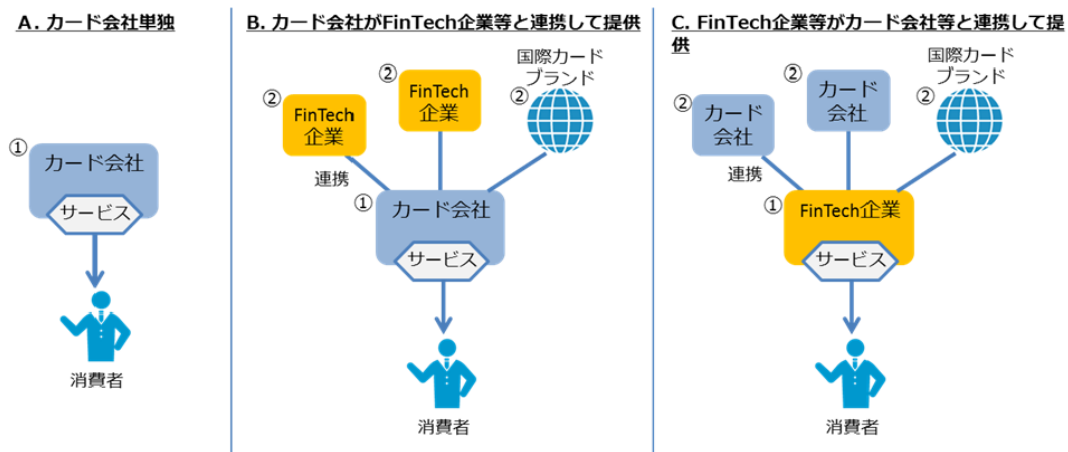 A. カード会社単独
①
カード会社
サービス
消費者
B. カード会社がFinTech企業等と連携して提供
②
FinTech
企業
②
FinTech
企業
国際カード
ブランド
②
連携
①
カード会社
サービス
消費者
C. FinTech企業等がカード会社等と連携して提
供
②
カード
会社
②
カード
会社
国際カード
ブランド
②
連携
①
FinTech企業
サービス
消費者